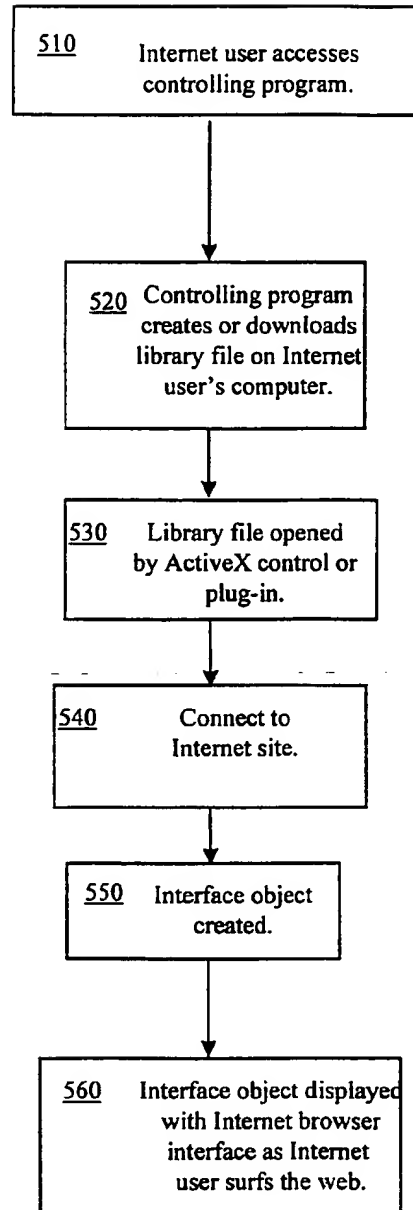 510 Internet user accesses
controlling program.
520 Controlling program
creates or downloads
library file on Internet
user's computer.
530 Library file opened
by ActiveX control or
plug-in.
540 Connect to
Internet site.
550 Interface object
created.
560 Interface object displayed
with Internet browser
interface as Internet
user surfs the web.